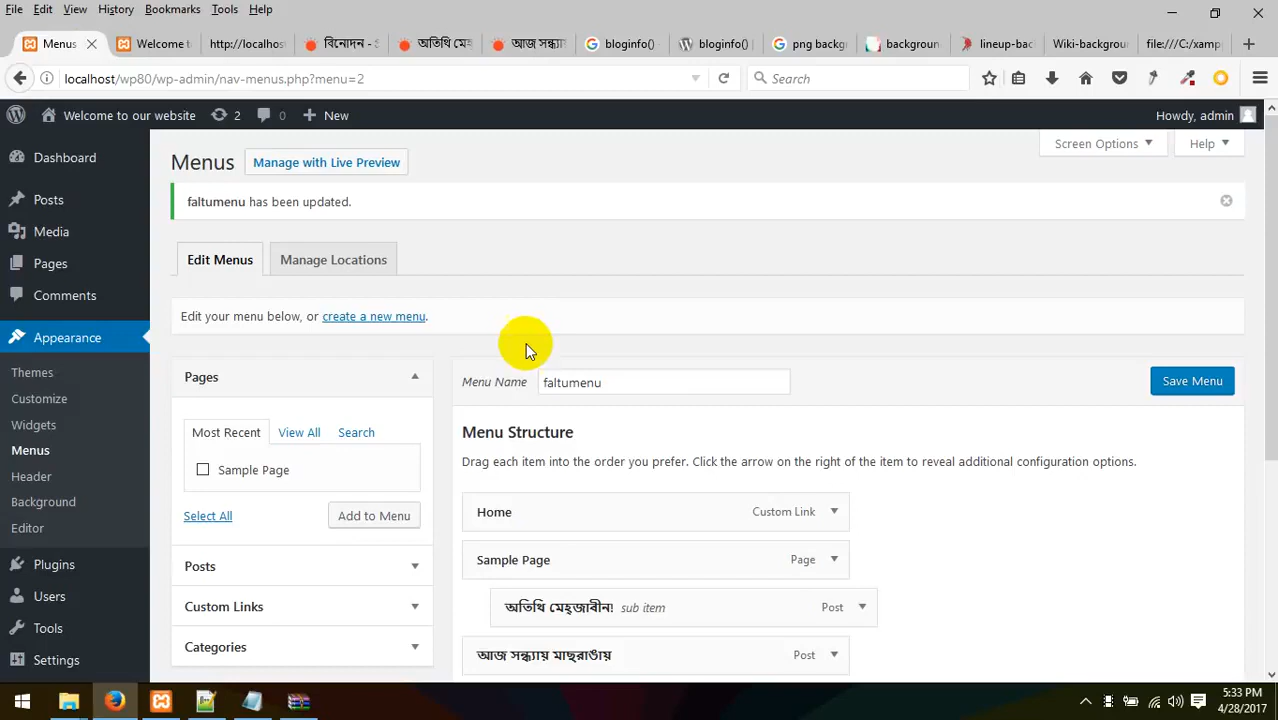 File Edit View History Bookmarks Tools Help
Menus Welcome t http://localhos বিনোদন - অতিথি মেহ আজ সন্ধ্যা bloginfo() bloginfo() png backg background lineup-bac Wiki-backgrou file:///C:/xamp
localhost/wp80/wp-admin/nav-menus.php?menu=2 Search
Welcome to our website 2 0 New Howdy, admin
Screen Options Help
Menus Manage with Live Preview
faltumenu has been updated.
Edit Menus Manage Locations
Edit your menu below, or create a new menu.
Dashboard
Posts
Media
Pages
Comments
Appearance
Themes
Customize
Widgets
Menus
Header
Background
Editor
Plugins
Users
Tools
Settings
Pages
Most Recent View All Search
Sample Page
Select All Add to Menu
Posts
Custom Links
Categories
Menu Name faltumenu Save Menu
Menu Structure
Drag each item into the order you prefer. Click the arrow on the right of the item to reveal additional configuration options.
Home Custom Link
Sample Page Page
অতিথি মেহ্জাবীন! sub item Post
আজ সন্ধ্যায় মাছরাঙায় Post
5:33 PM
4/28/2017